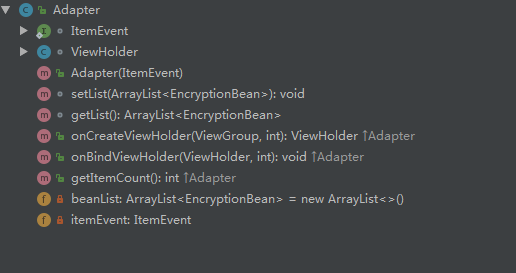 Adapter
ItemEvent
ViewHolder
Adapter(ItemEvent)
setList(ArrayList<EncryptionBean>): void
getList(): ArrayList<EncryptionBean>
onCreateViewHolder(ViewGroup, int): ViewHolder ↑Adapter
onBindViewHolder(ViewHolder, int): void ↑Adapter
getItemCount(): int ↑Adapter
beanList: ArrayList<EncryptionBean> = new ArrayList<>()
itemEvent: ItemEvent